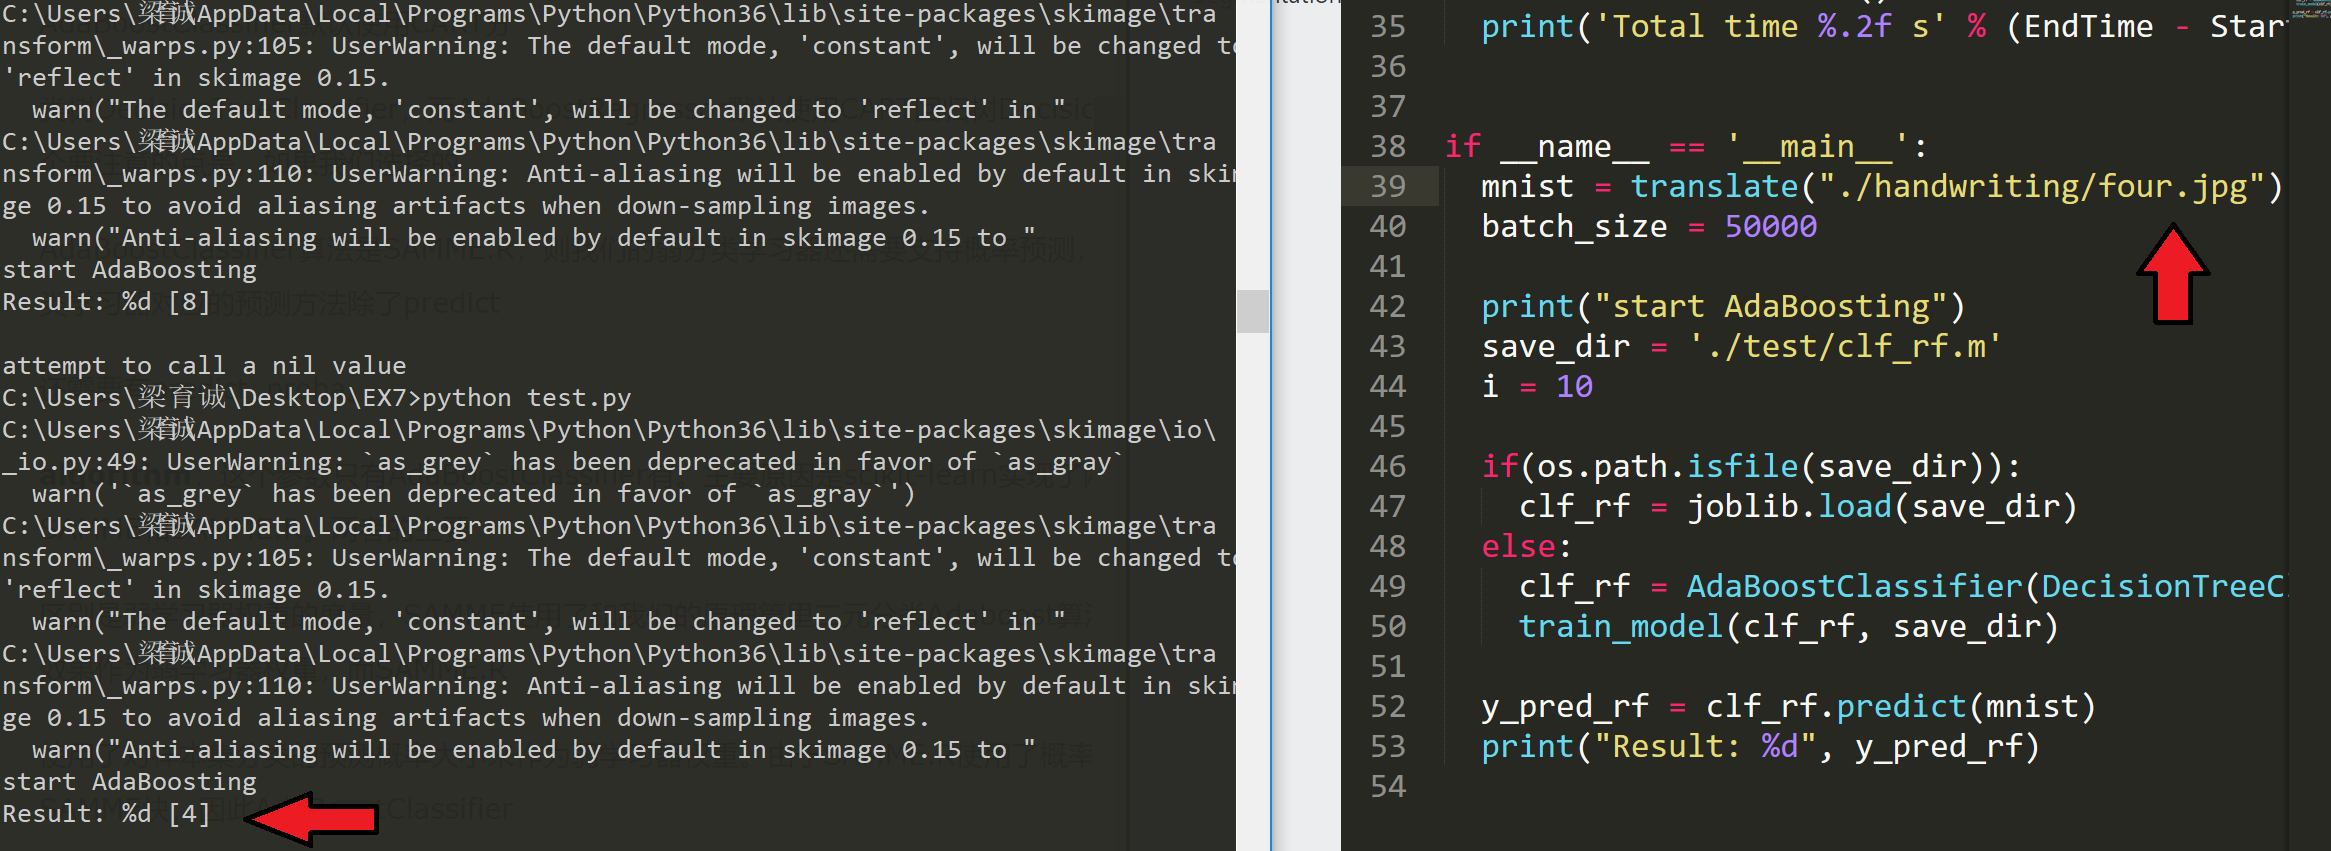 C:\Users\梁育诚\AppData\Local\Programs\Python\Python36\lib\site-packages\skimage\tra
nsform\_warps.py:105: UserWarning: The default mode, 'constant', will be changed to
'reflect' in skimage 0.15.
  warn("The default mode, 'constant', will be changed to 'reflect' in "
C:\Users\梁育诚\AppData\Local\Programs\Python\Python36\lib\site-packages\skimage\tra
nsform\_warps.py:110: UserWarning: Anti-aliasing will be enabled by default in skim
ge 0.15 to avoid aliasing artifacts when down-sampling images.
  warn("Anti-aliasing will be enabled by default in skimage 0.15 to "
start AdaBoosting
Result: %d [8]
attempt to call a nil value
C:\Users\梁育诚\Desktop\EX7>python test.py
C:\Users\梁育诚\AppData\Local\Programs\Python\Python36\lib\site-packages\skimage\io\
_io.py:49: UserWarning: `as_grey` has been deprecated in favor of `as_gray`
  warn('`as_grey` has been deprecated in favor of `as_gray`')
C:\Users\梁育诚\AppData\Local\Programs\Python\Python36\lib\site-packages\skimage\tra
nsform\_warps.py:105: UserWarning: The default mode, 'constant', will be changed to
'reflect' in skimage 0.15.
  warn("The default mode, 'constant', will be changed to 'reflect' in "
C:\Users\梁育诚\AppData\Local\Programs\Python\Python36\lib\site-packages\skimage\tra
nsform\_warps.py:110: UserWarning: Anti-aliasing will be enabled by default in skim
ge 0.15 to avoid aliasing artifacts when down-sampling images.
  warn("Anti-aliasing will be enabled by default in skimage 0.15 to "
start AdaBoosting
Result: %d [4]
35 print('Total time %.2f s' % (EndTime - Star
36
37
38 if __name__ == '__main__':
39   mnist = translate("./handwriting/four.jpg")
40   batch_size = 50000
41
42   print("start AdaBoosting")
43   save_dir = './test/clf_rf.m'
44   i = 10
45
46   if(os.path.isfile(save_dir)):
47     clf_rf = joblib.load(save_dir)
48   else:
49     clf_rf = AdaBoostClassifier(DecisionTreeC
50     train_model(clf_rf, save_dir)
51
52   y_pred_rf = clf_rf.predict(mnist)
53   print("Result: %d", y_pred_rf)
54